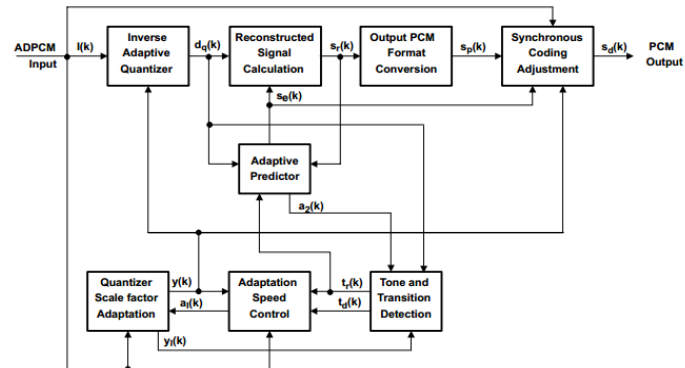 ADPCM
Input
I(k)
Inverse
Adaptive
Quantizer
dq(k)
Reconstructed
Signal
Calculation
sr(k)
Output PCM
Format
Conversion
sp(k)
Synchronous
Coding
Adjustment
sd(k)
PCM
Output
se(k)
Adaptive
Predictor
a2(k)
Quantizer
Scale factor
Adaptation
y(k)
al(k)
Adaptation
Speed
Control
tr(k)
td(k)
Tone and
Transition
Detection
yl(k)